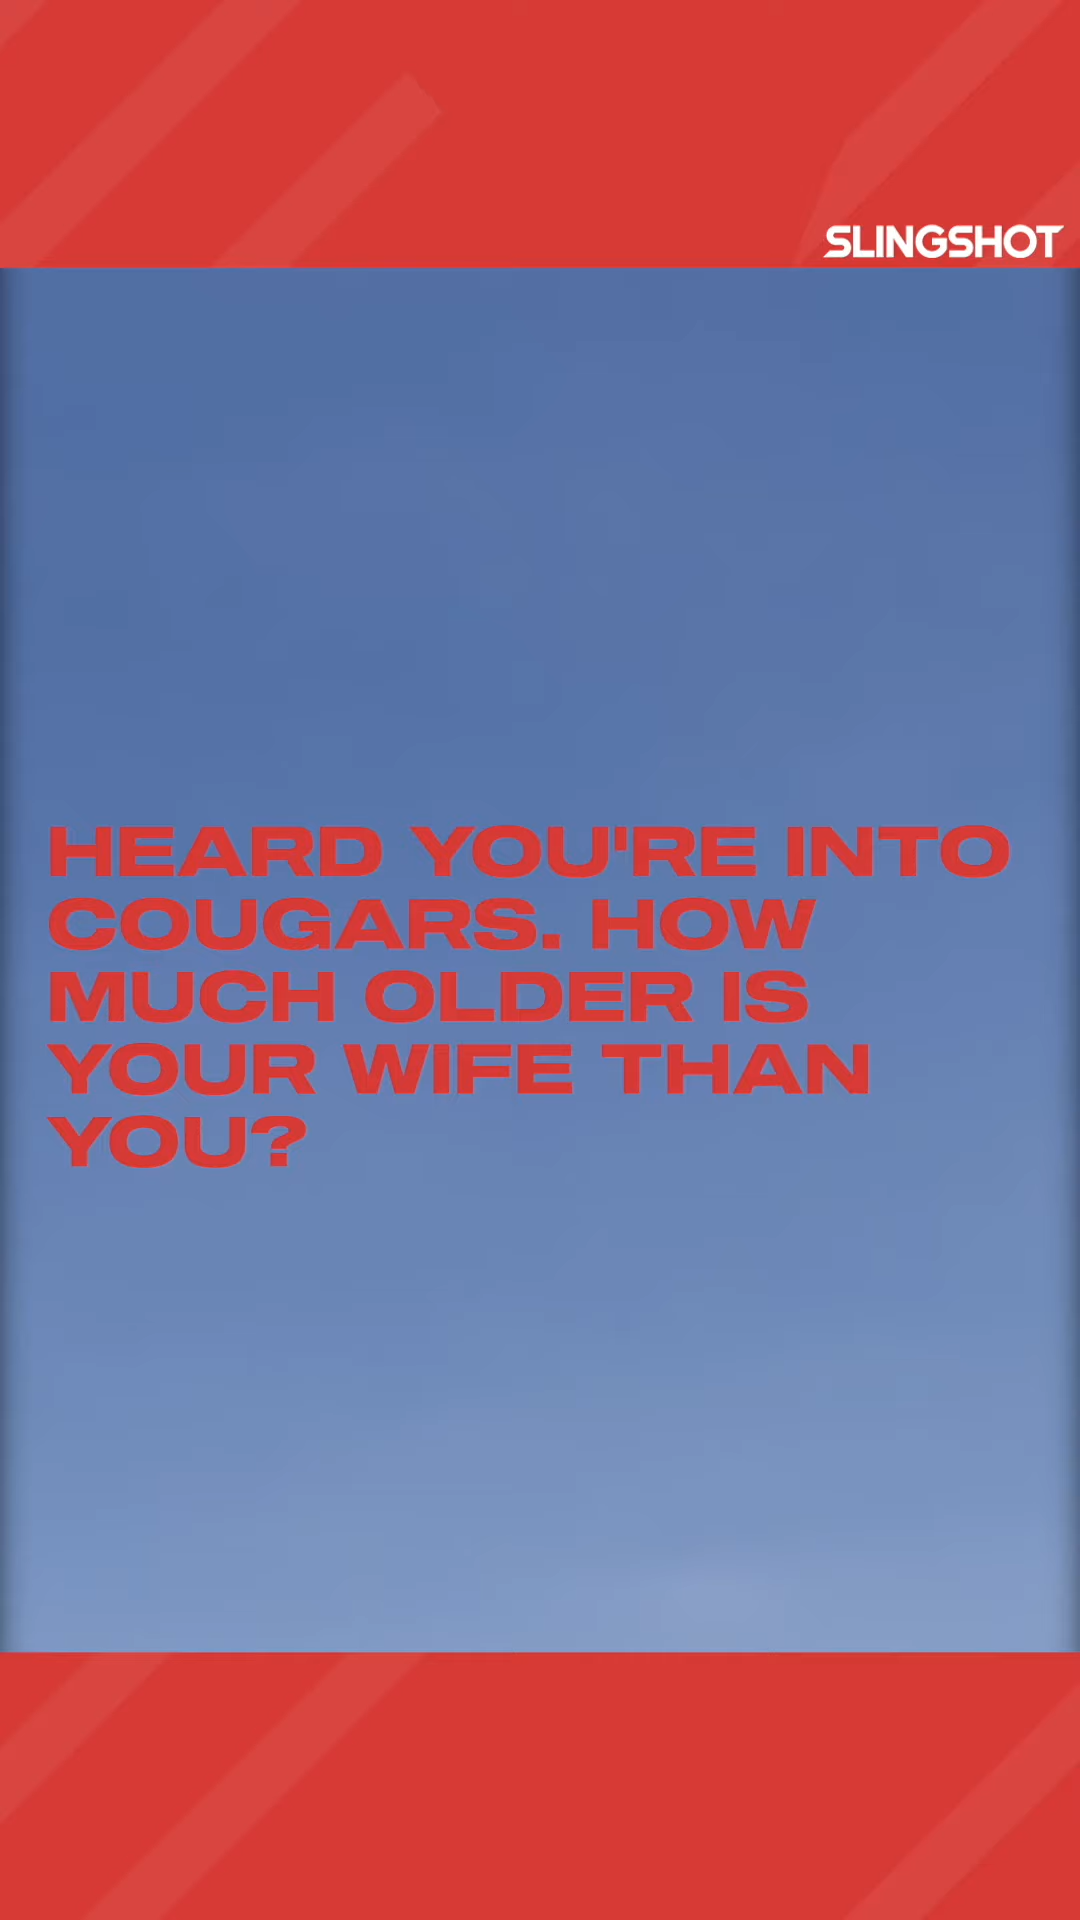 SLINGSHOT
HEARD YOU'RE INTO
COUGARS. HOW
MUCH OLDER IS
YOUR WIFE THAN
YOU?